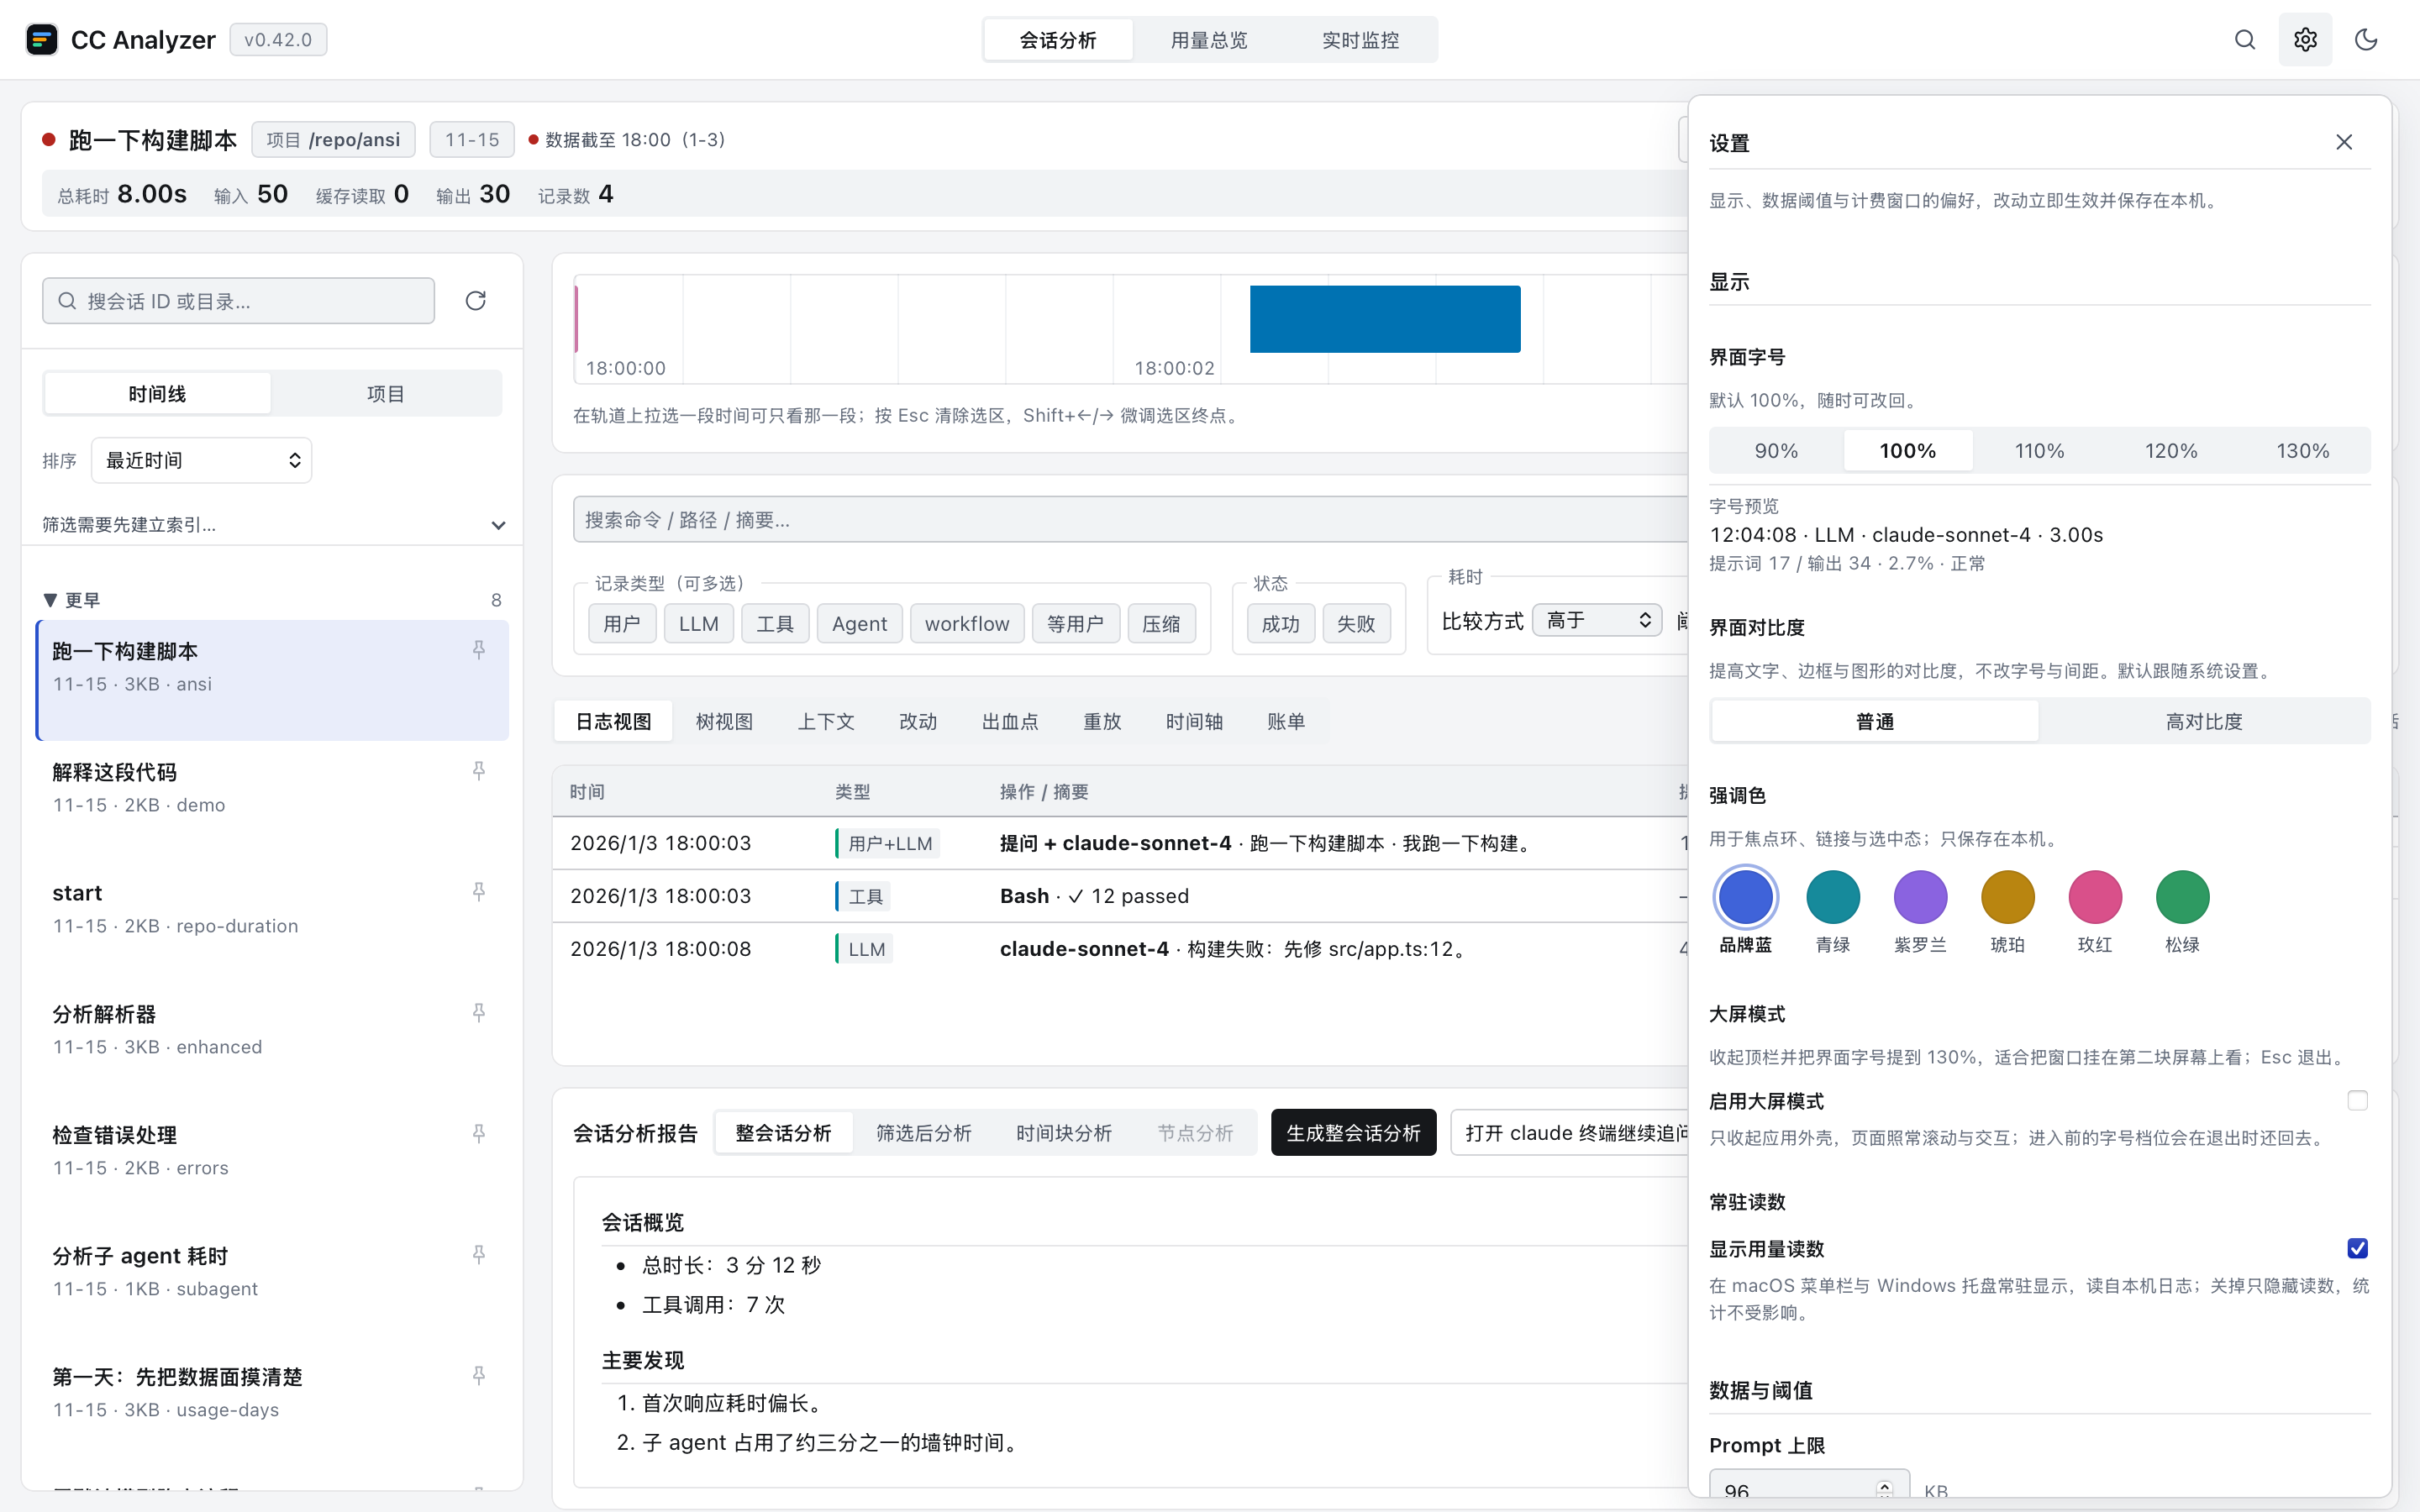 CC Analyzer v0.42.0
会话分析 用量总览 实时监控
跑一下构建脚本 项目 /repo/ansi 11-15 数据截至 18:00 (1-3)
总耗时 8.00s 输入 50 缓存读取 0 输出 30 记录数 4
搜会话 ID 或目录...
时间线 项目
排序 最近时间
筛选需要先建立索引...
更早 8
跑一下构建脚本
11-15 · 3KB · ansi
解释这段代码
11-15 · 2KB · demo
start
11-15 · 2KB · repo-duration
分析解析器
11-15 · 3KB · enhanced
检查错误处理
11-15 · 2KB · errors
分析子 agent 耗时
11-15 · 1KB · subagent
第一天：先把数据面摸清楚
11-15 · 3KB · usage-days
18:00:00 18:00:02
在轨道上拉选一段时间可只看那一段；按 Esc 清除选区，Shift+←/→ 微调选区终点。
搜索命令 / 路径 / 摘要...
记录类型（可多选） 状态 耗时
用户 LLM 工具 Agent workflow 等用户 压缩 成功 失败 比较方式 高于
日志视图 树视图 上下文 改动 出血点 重放 时间轴 账单
时间 类型 操作 / 摘要
2026/1/3 18:00:03 用户+LLM 提问 + claude-sonnet-4 · 跑一下构建脚本 · 我跑一下构建。
2026/1/3 18:00:03 工具 Bash · ✓ 12 passed
2026/1/3 18:00:08 LLM claude-sonnet-4 · 构建失败：先修 src/app.ts:12。
会话分析报告 整会话分析 筛选后分析 时间块分析 节点分析 生成整会话分析 打开 claude 终端继续追问
会话概览
• 总时长：3 分 12 秒
• 工具调用：7 次
主要发现
1. 首次响应耗时偏长。
2. 子 agent 占用了约三分之一的墙钟时间。
设置
显示、数据阈值与计费窗口的偏好，改动立即生效并保存在本机。
显示
界面字号
默认 100%，随时可改回。
90% 100% 110% 120% 130%
字号预览
12:04:08 · LLM · claude-sonnet-4 · 3.00s
提示词 17 / 输出 34 · 2.7% · 正常
界面对比度
提高文字、边框与图形的对比度，不改字号与间距。默认跟随系统设置。
普通 高对比度
强调色
用于焦点环、链接与选中态；只保存在本机。
品牌蓝 青绿 紫罗兰 琥珀 玫红 松绿
大屏模式
收起顶栏并把界面字号提到 130%，适合把窗口挂在第二块屏幕上看；Esc 退出。
启用大屏模式
只收起应用外壳，页面照常滚动与交互；进入前的字号档位会在退出时还回去。
常驻读数
显示用量读数
在 macOS 菜单栏与 Windows 托盘常驻显示，读自本机日志；关掉只隐藏读数，统
计不受影响。
数据与阈值
Prompt 上限
96 KB